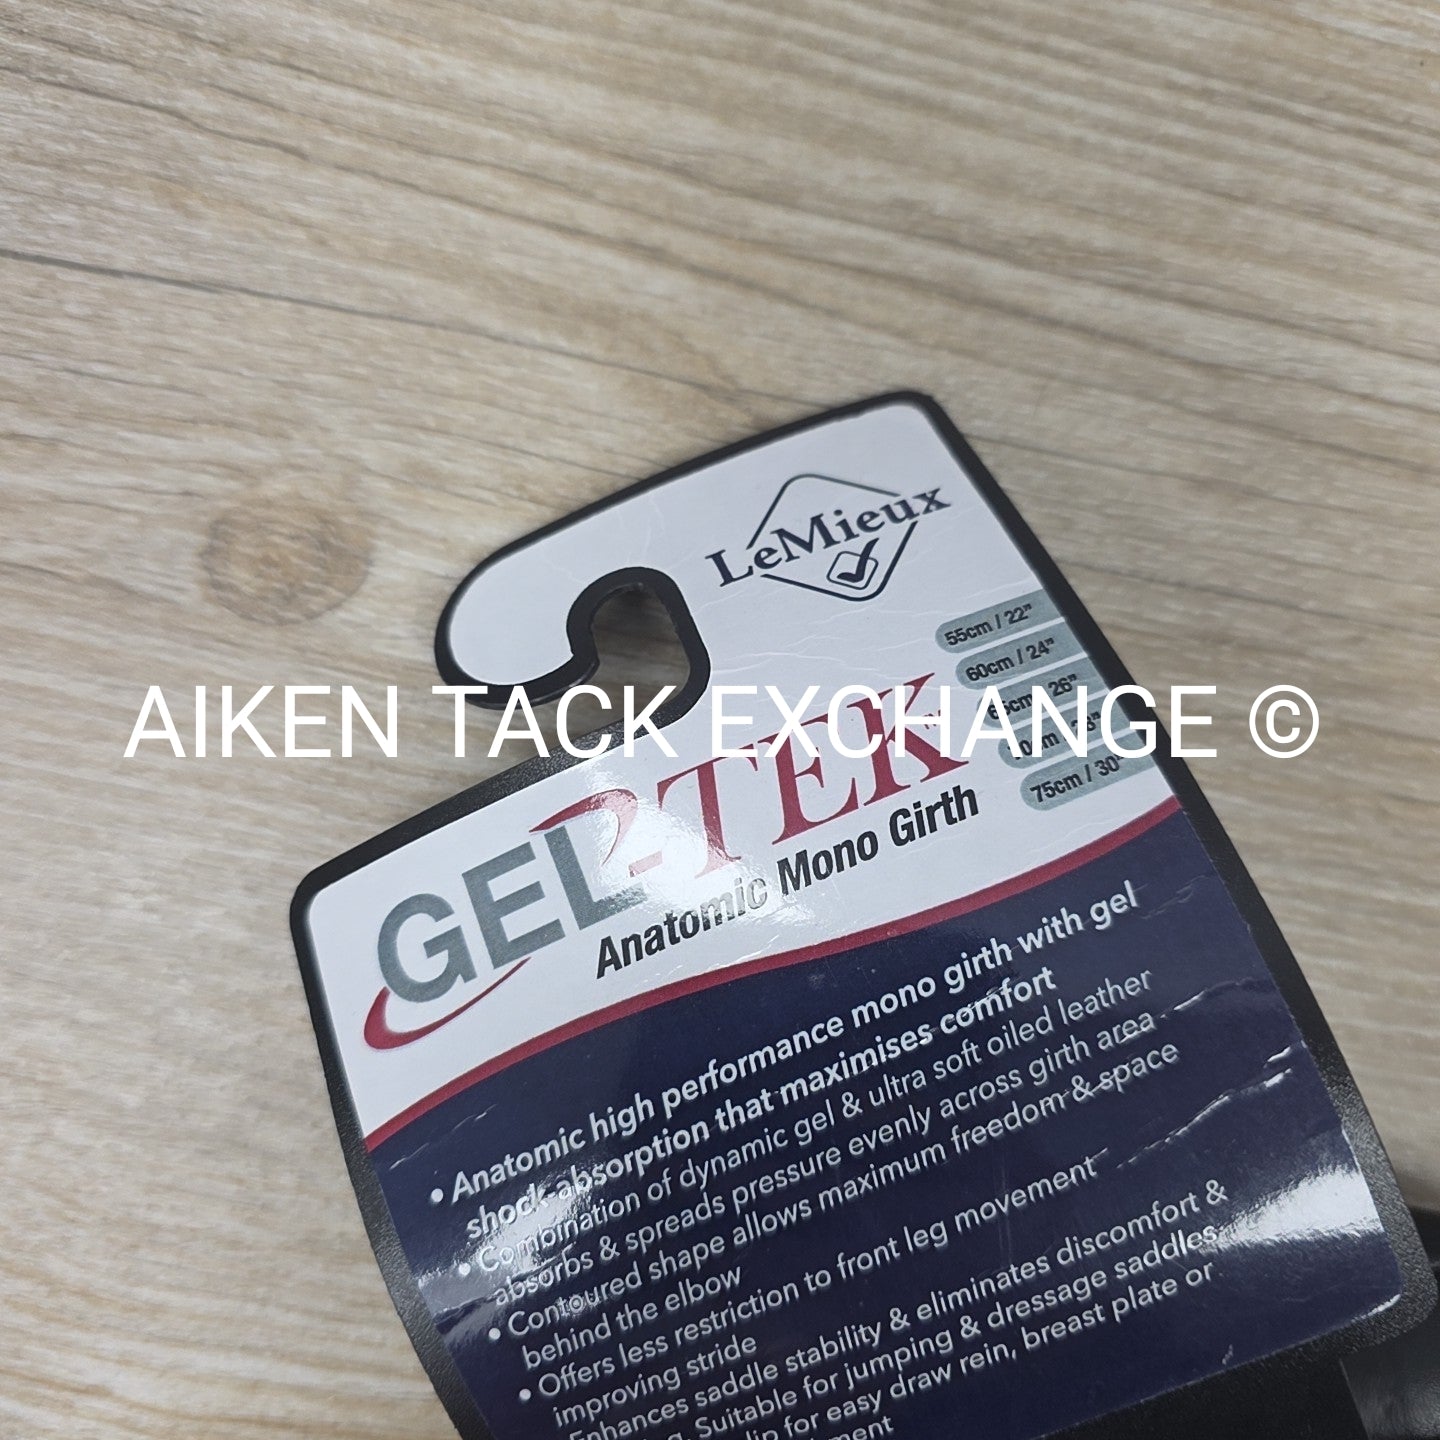 LeMieux
55cm / 22"
60cm / 24"
65cm / 26"
70cm / 28"
75cm / 30"
AIKEN TACK EXCHANGE ©
GEL-TEK™
Anatomic Mono Girth
• Anatomic high performance mono girth with gel
shock-absorption that maximises comfort
• Combination of dynamic gel & ultra soft oiled leather
absorbs & spreads pressure evenly across girth area
• Contoured shape allows maximum freedom & space
behind the elbow
• Offers less restriction to front leg movement
improving stride
Enhances saddle stability & eliminates discomfort &
Suitable for jumping & dressage saddles
for easy draw rein, breast plate or